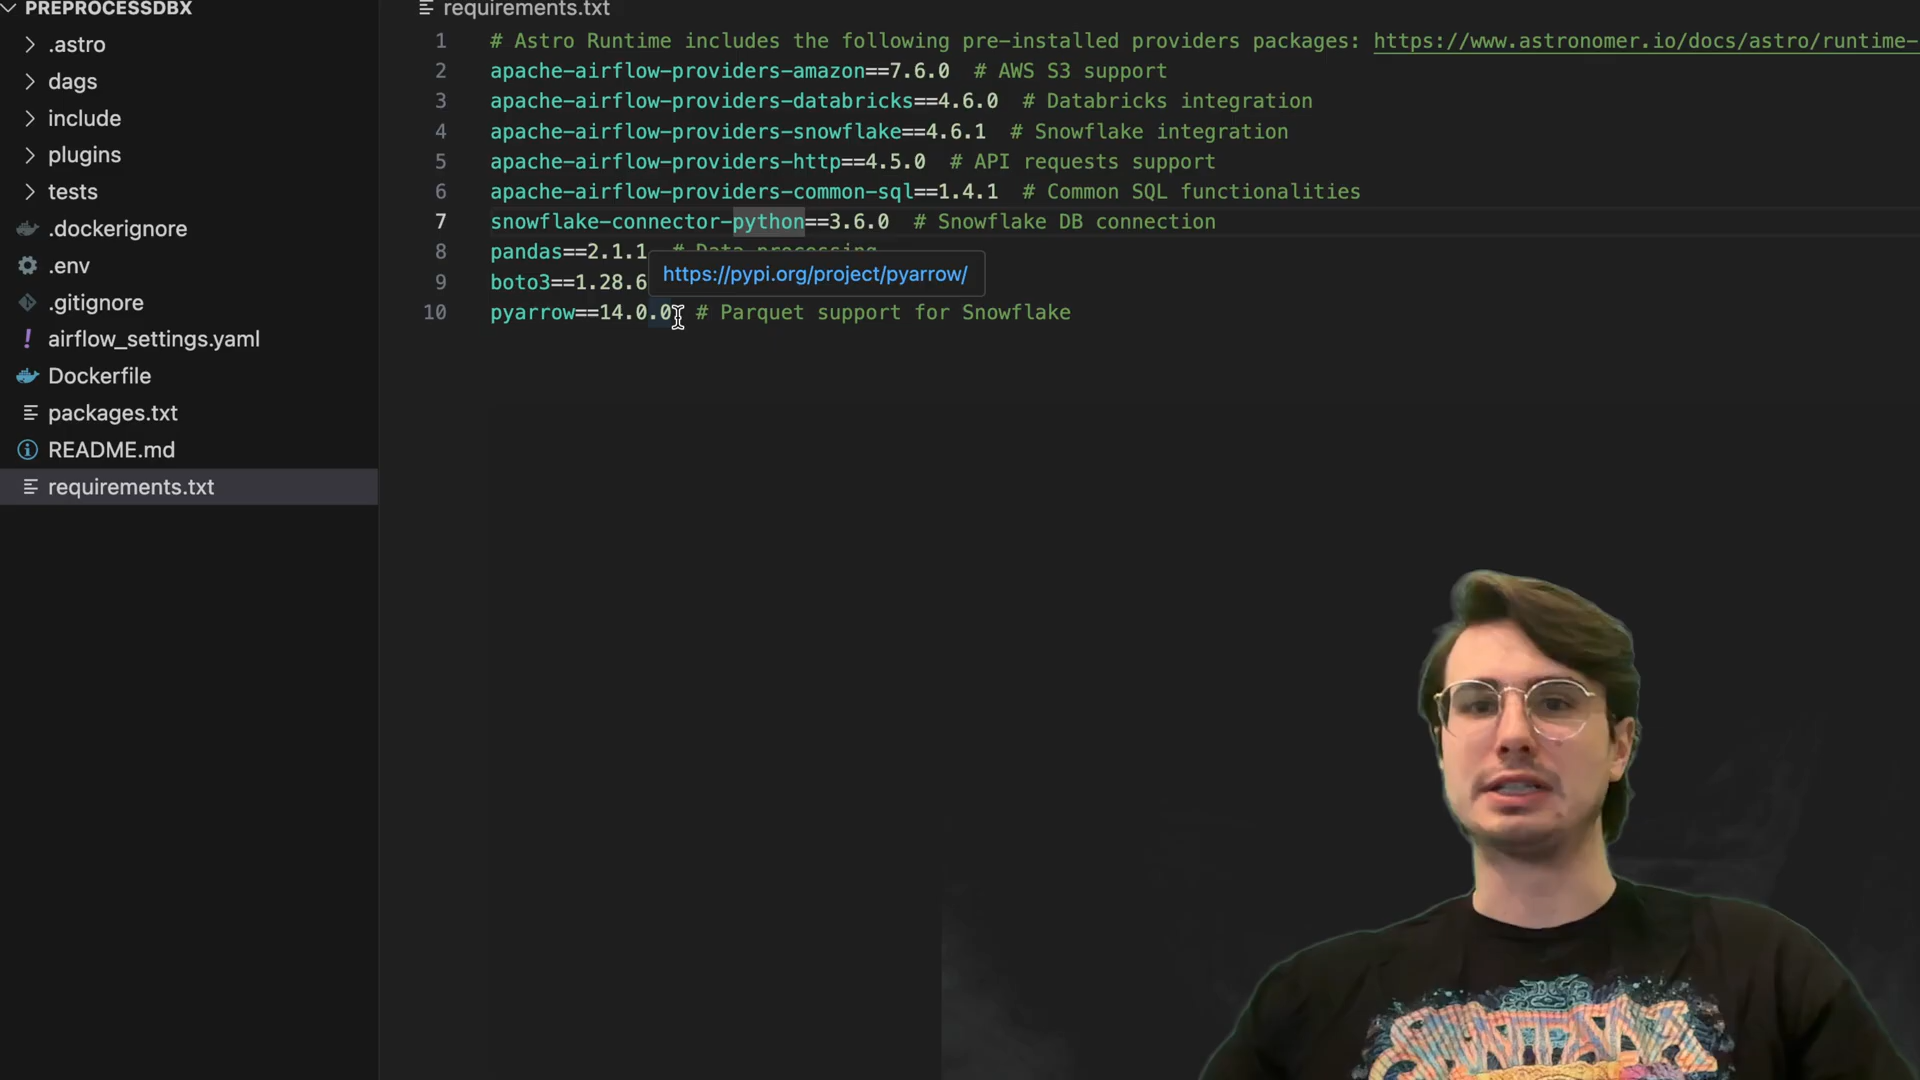 PREPROCESSDBX
.astro
dags
include
plugins
tests
.dockerignore
.env
.gitignore
airflow_settings.yaml
Dockerfile
packages.txt
README.md
requirements.txt
requirements.txt
1 # Astro Runtime includes the following pre-installed providers packages: https://www.astronomer.io/docs/astro/runtime-
2 apache-airflow-providers-amazon==7.6.0 # AWS S3 support
3 apache-airflow-providers-databricks==4.6.0 # Databricks integration
4 apache-airflow-providers-snowflake==4.6.1 # Snowflake integration
5 apache-airflow-providers-http==4.5.0 # API requests support
6 apache-airflow-providers-common-sql==1.4.1 # Common SQL functionalities
7 snowflake-connector-python==3.6.0 # Snowflake DB connection
8 pandas==2.1.1 # Data processing
https://pypi.org/project/pyarrow/
9 boto3==1.28.6
10 pyarrow==14.0.0 # Parquet support for Snowflake